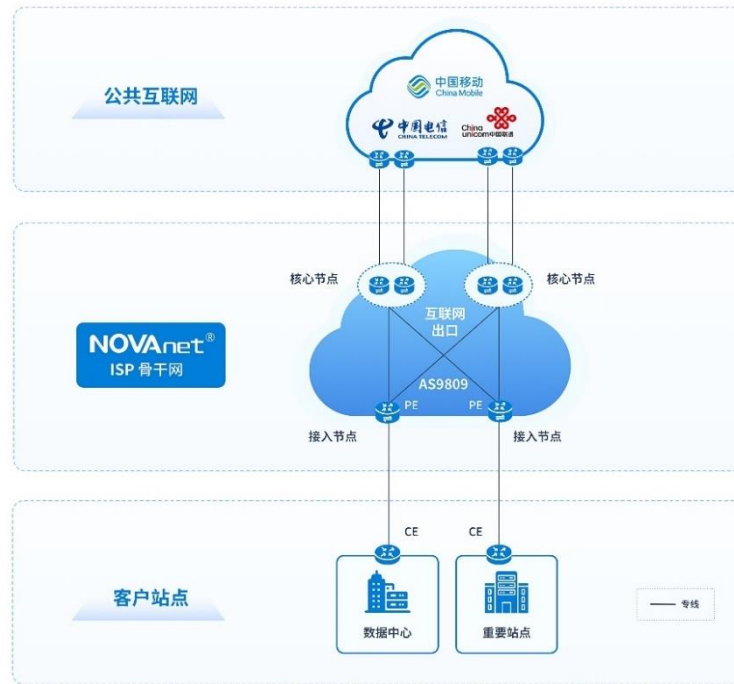 公共互联网
中国移动
China Mobile
中国电信
CHINA TELECOM
China
unicom中国联通
核心节点
核心节点
互联网
出口
NOVAnet®
ISP 骨干网
AS9809
PE
PE
接入节点
接入节点
CE
CE
客户站点
数据中心
重要站点
专线